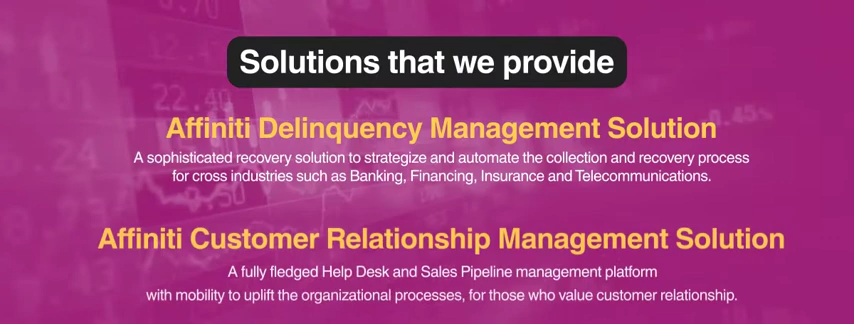 Solutions that we provide
Affiniti Delinquency Management Solution
A sophisticated recovery solution to strategize and automate the collection and recovery process
for cross industries such as Banking, Financing, Insurance and Telecommunications.
Affiniti Customer Relationship Management Solution
A fully fledged Help Desk and Sales Pipeline management platform
with mobility to uplift the organizational processes, for those who value customer relationship.